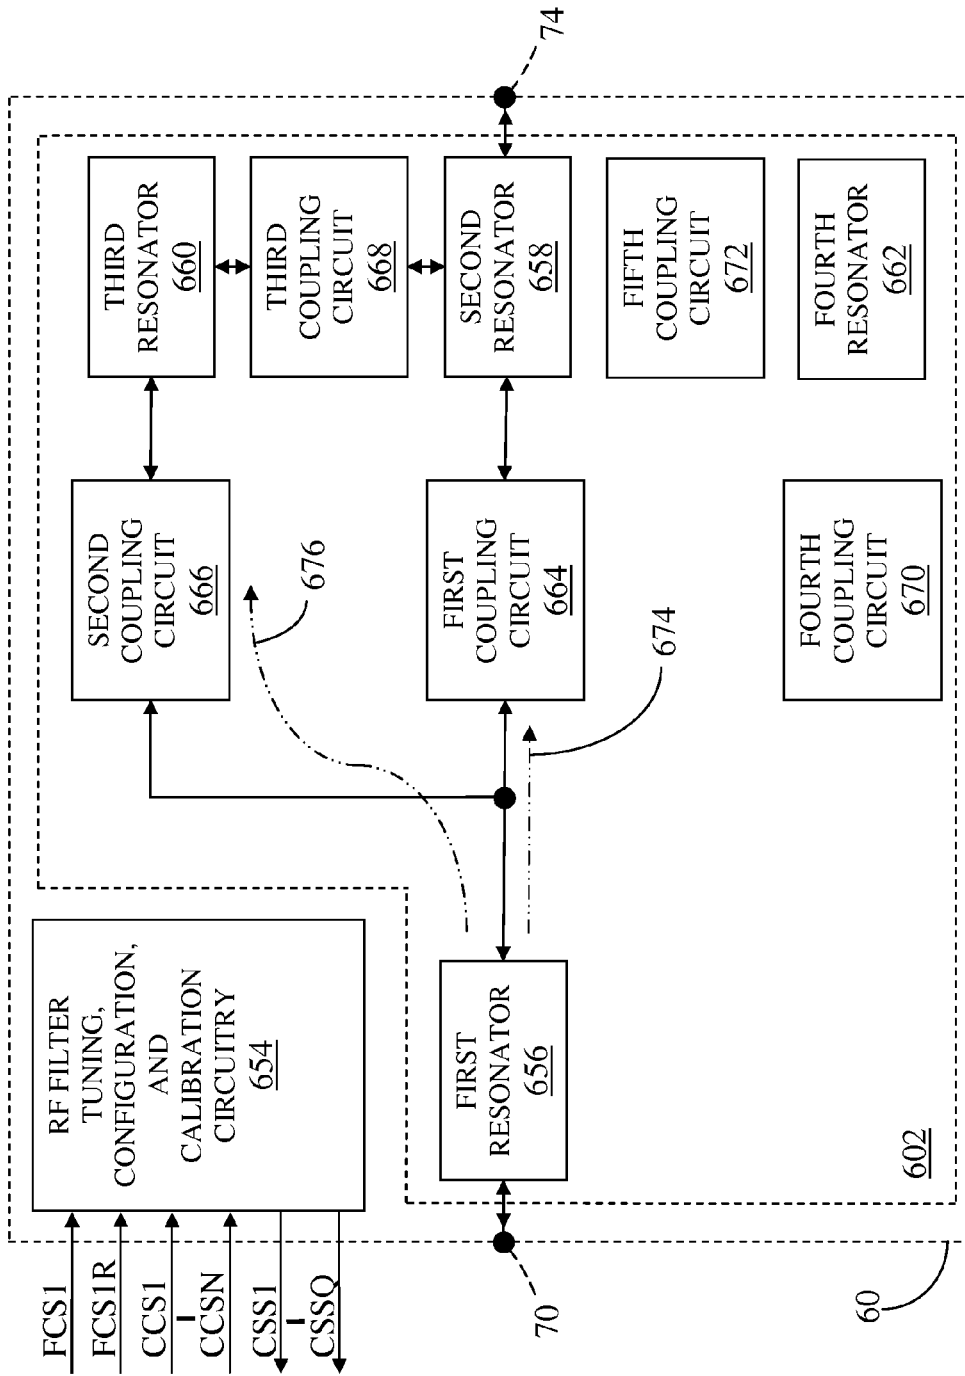 FCS1
FCS1R
CCS1
CCSN
CSS1
CSSQ
RF FILTER
TUNING,
CONFIGURATION,
AND
CALIBRATION
CIRCUITRY
654
SECOND
COUPLING
CIRCUIT
666
THIRD
RESONATOR
660
THIRD
COUPLING
CIRCUIT
668
676
FIRST
RESONATOR
656
FIRST
COUPLING
CIRCUIT
664
SECOND
RESONATOR
658
70
74
674
FIFTH
COUPLING
CIRCUIT
672
FOURTH
COUPLING
CIRCUIT
670
FOURTH
RESONATOR
662
602
60